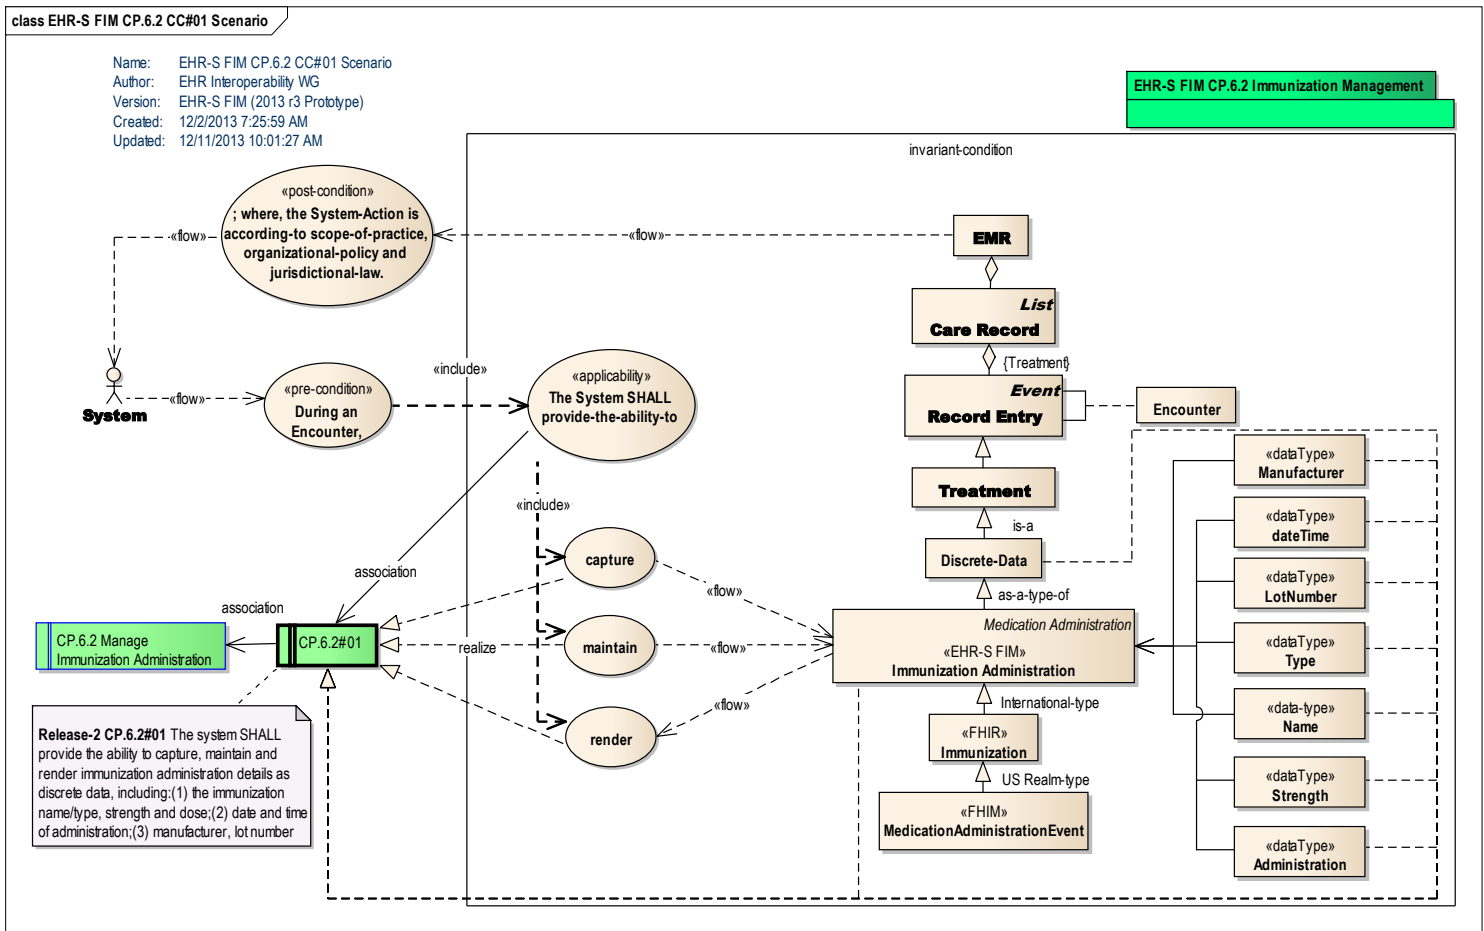 class EHR-S FIM CP.6.2 CC#01 Scenario
Name: EHR-S FIM CP.6.2 CC#01 Scenario
Author: EHR Interoperability WG
Version: EHR-S FIM (2013 r3 Prototype)
Created: 12/2/2013 7:25:59 AM
Updated: 12/11/2013 10:01:27 AM
EHR-S FIM CP.6.2 Immunization Management
invariant-condition
«post-condition»
; where, the System-Action is
according-to scope-of-practice,
organizational-policy and
jurisdictional-law.
«flow»
«flow»
EMR
List
Care Record
{Treatment}
Event
Record Entry
Encounter
System
«flow»
«pre-condition»
During an
Encounter,
«include»
«applicability»
The System SHALL
provide-the-ability-to
Treatment
is-a
Discrete-Data
as-a-type-of
«include»
capture
maintain
render
«flow»
«flow»
«flow»
association
association
realize
CP.6.2 Manage
Immunization Administration
CP.6.2#01
Release-2 CP.6.2#01 The system SHALL
provide the ability to capture, maintain and
render immunization administration details as
discrete data, including:(1) the immunization
name/type, strength and dose;(2) date and time
of administration;(3) manufacturer, lot number
Medication Administration
«EHR-S FIM»
Immunization Administration
International-type
«FHIR»
Immunization
US Realm-type
«FHIM»
MedicationAdministrationEvent
«dataType»
Manufacturer
«dataType»
dateTime
«dataType»
LotNumber
«dataType»
Type
«data-type»
Name
«dataType»
Strength
«dataType»
Administration